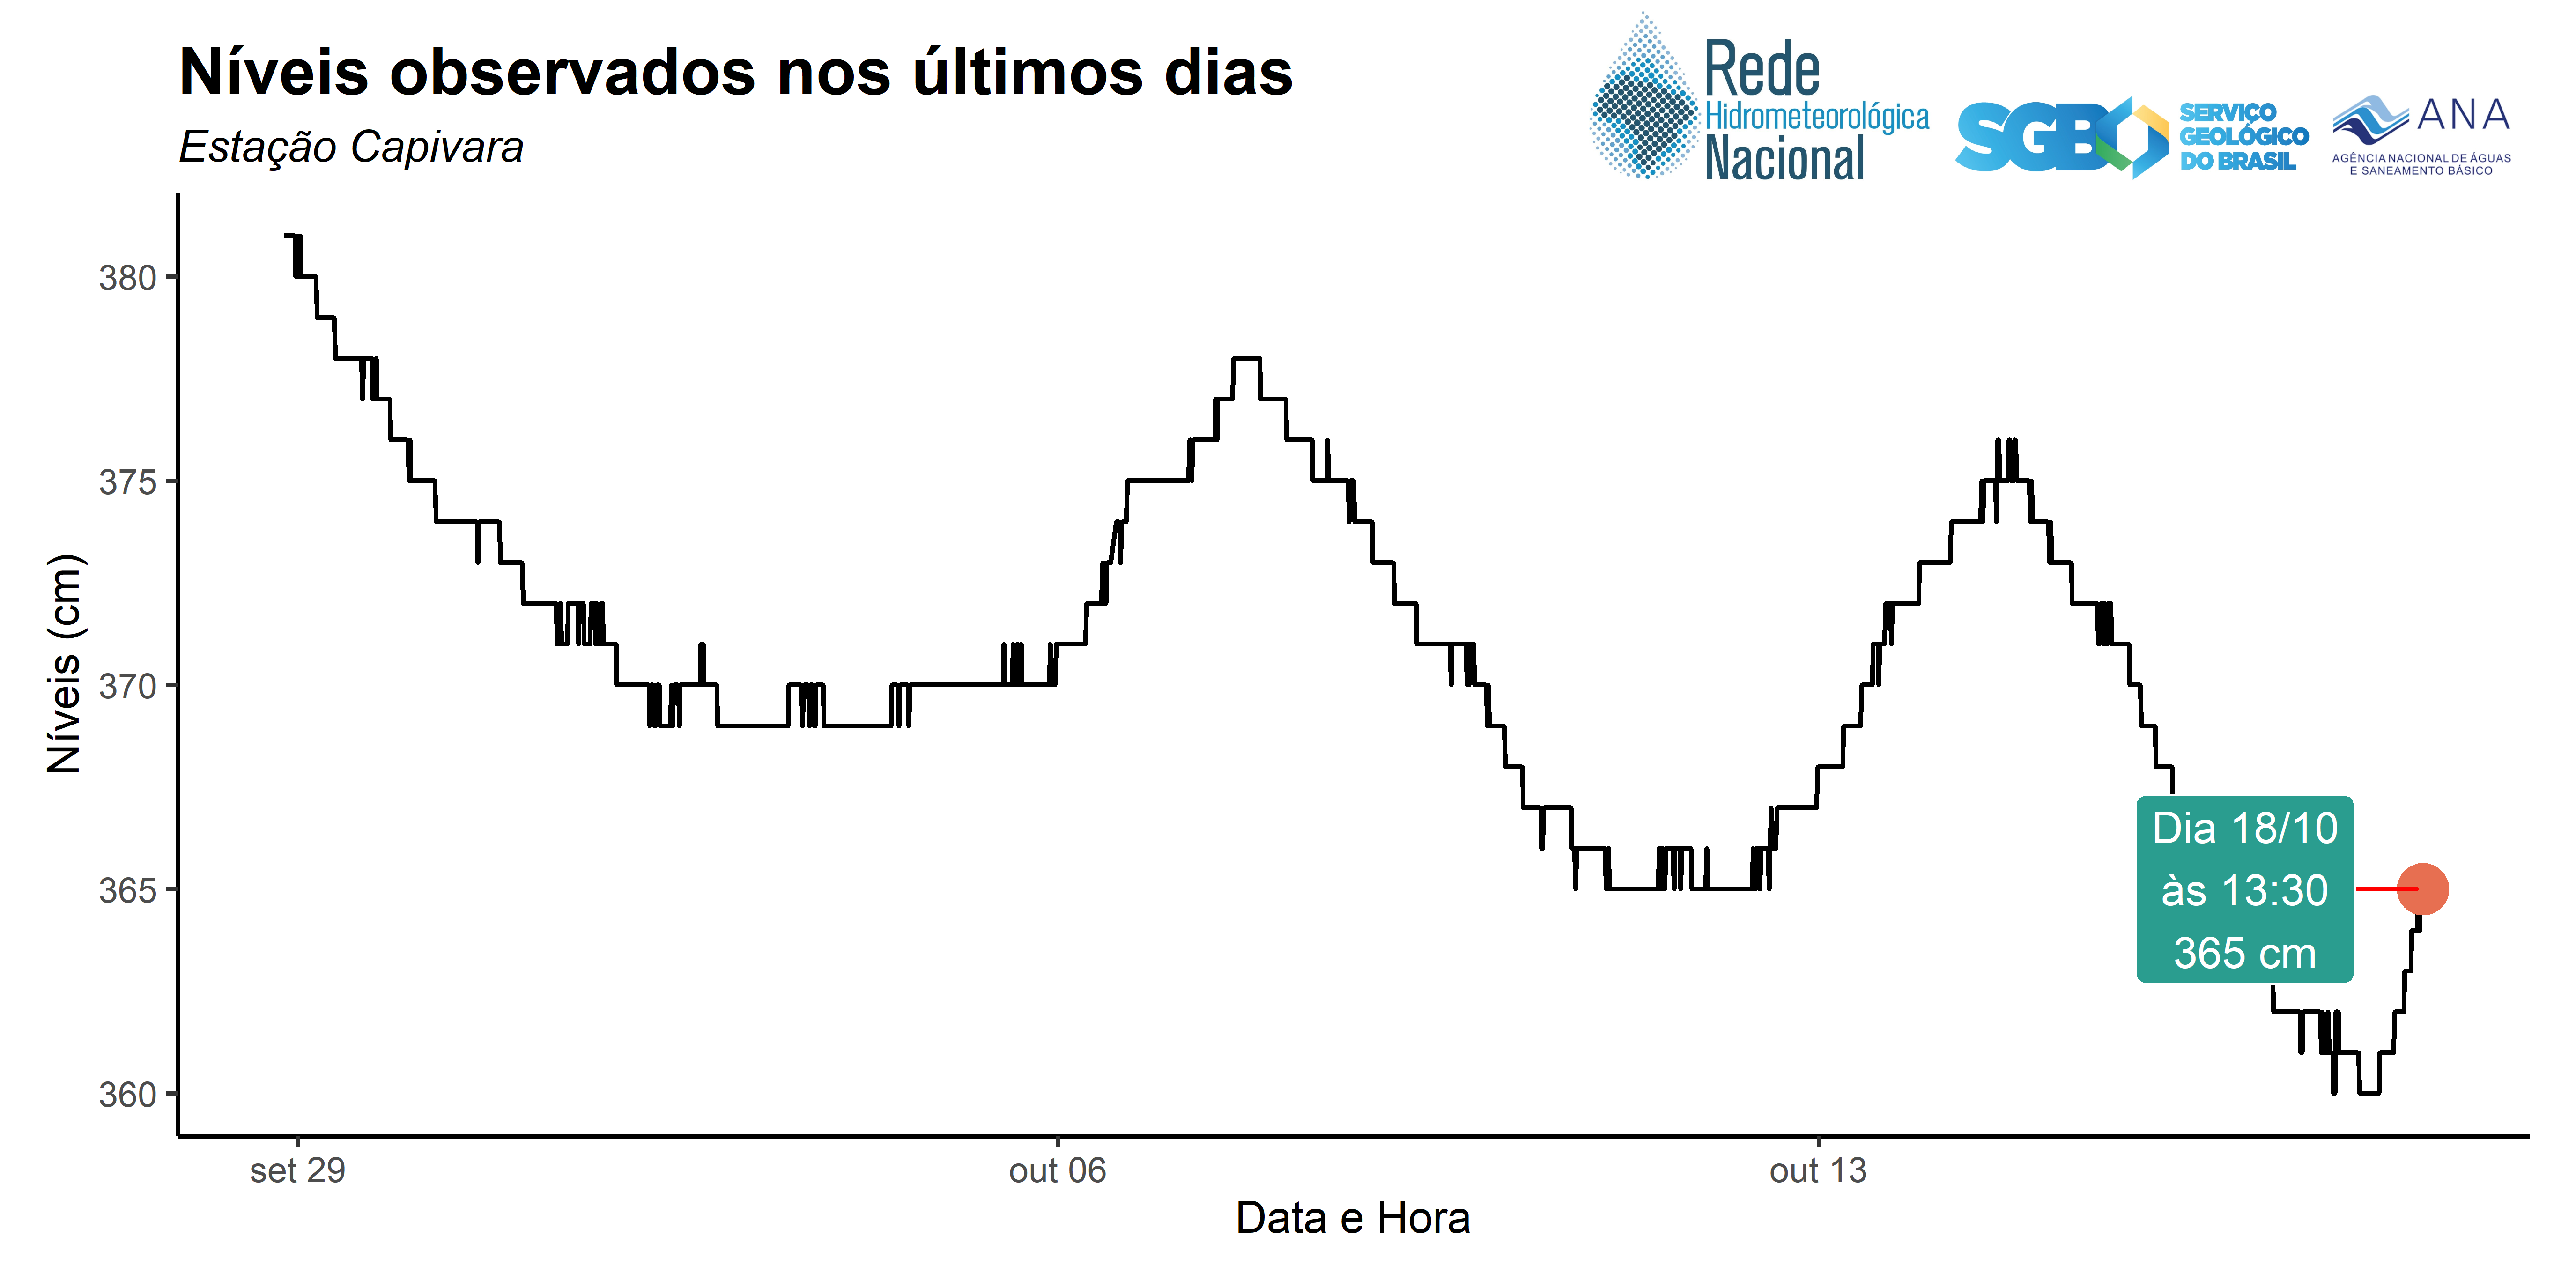 Níveis observados nos últimos dias
Estação Capivara
Rede
Hidrometeorológica
Nacional
SGB
SERVIÇO
GEOLÓGICO
DO BRASIL
ANA
AGÊNCIA NACIONAL DE ÁGUAS
E SANEAMENTO BÁSICO
Níveis (cm)
380
375
370
365
360
Dia 18/10
às 13:30
365 cm
set 29
out 06
out 13
Data e Hora